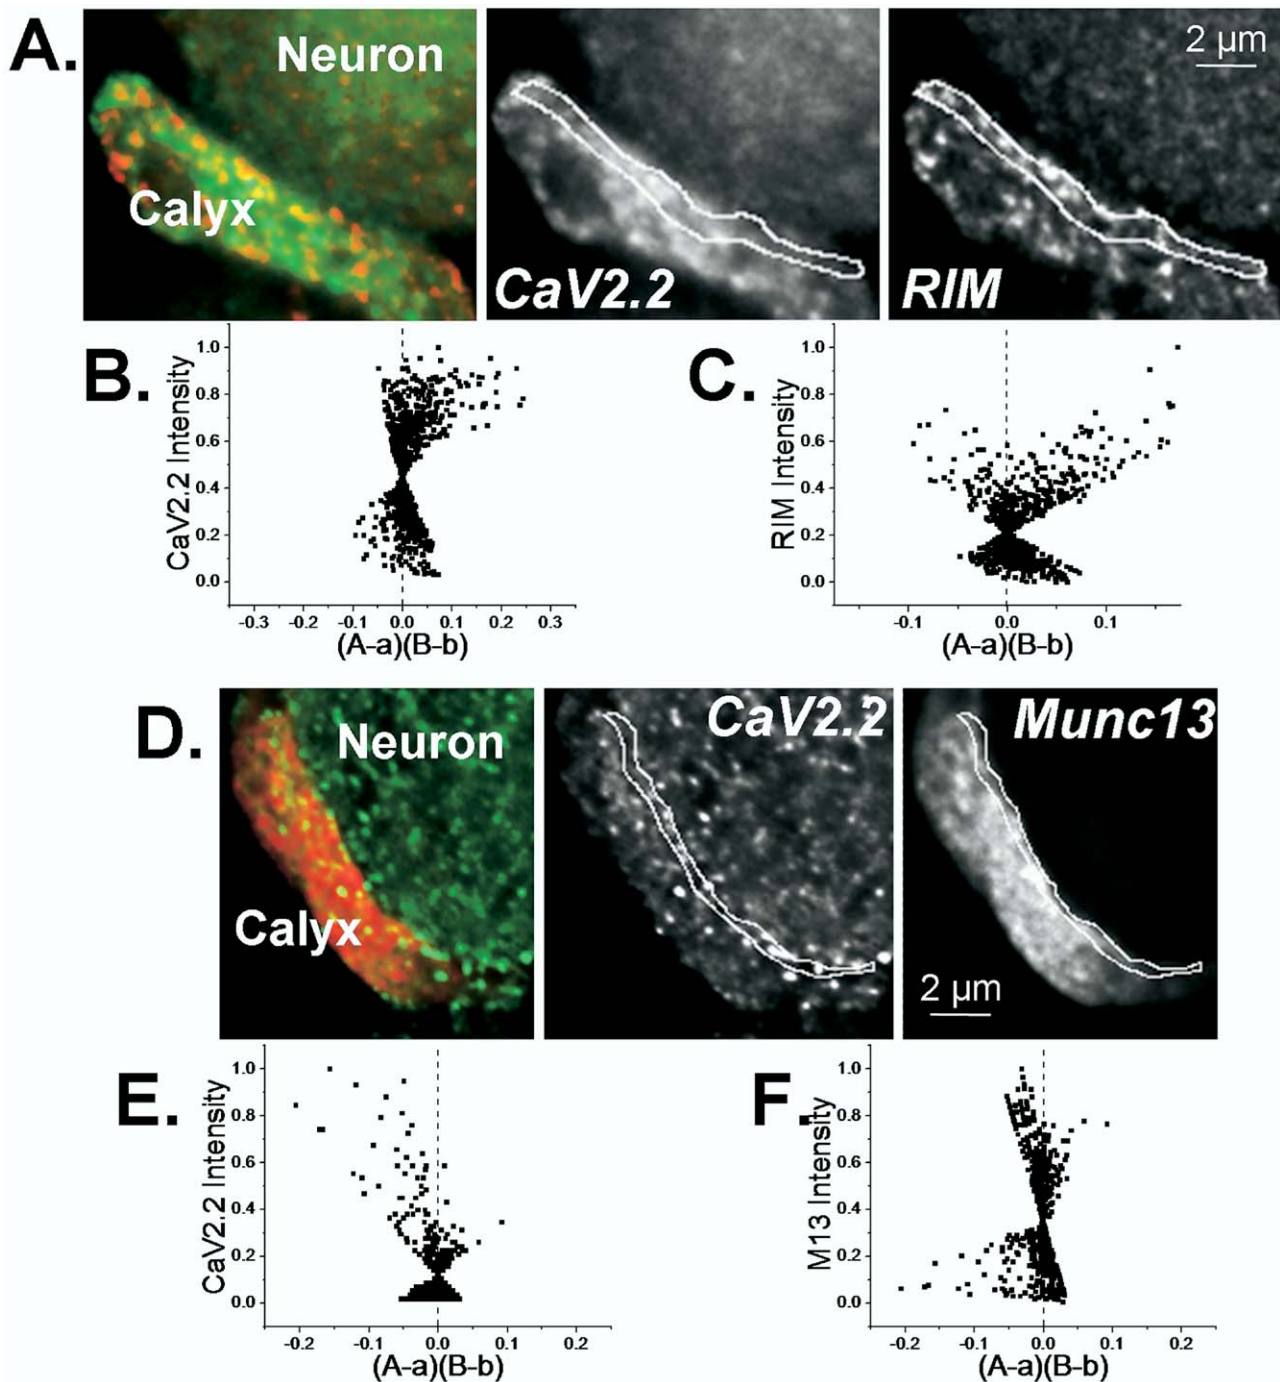 A.
Neuron
Calyx
CaV2.2
RIM
2 µm
B.
CaV2.2 Intensity
1.0
0.8
0.6
0.4
0.2
0.0
-0.3 -0.2 -0.1 0.0 0.1 0.2 0.3
(A-a)(B-b)
C.
RIM Intensity
1.0
0.8
0.6
0.4
0.2
0.0
-0.1 0.0 0.1
(A-a)(B-b)
D.
Neuron
Calyx
CaV2.2
Munc13
2 µm
E.
CaV2.2 Intensity
1.0
0.8
0.6
0.4
0.2
0.0
-0.2 -0.1 0.0 0.1 0.2
(A-a)(B-b)
F.
M13 Intensity
1.0
0.8
0.6
0.4
0.2
0.0
-0.2 -0.1 0.0 0.1 0.2
(A-a)(B-b)